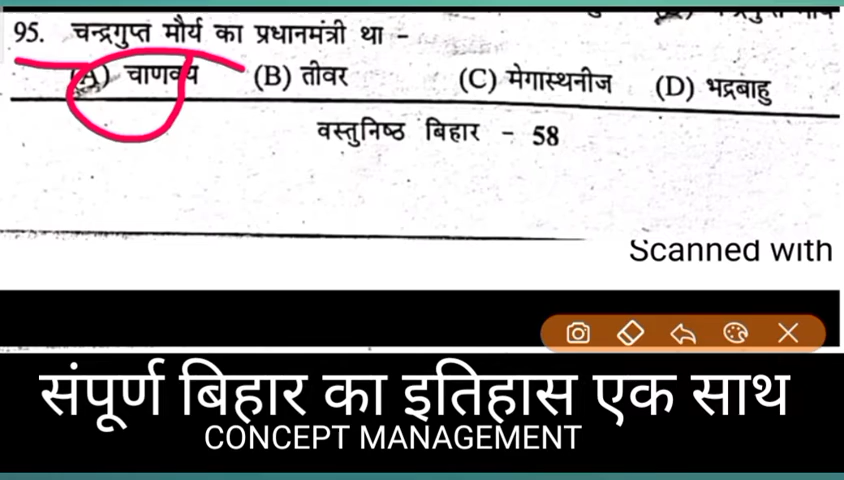 95. चन्द्रगुप्त मौर्य का प्रधानमंत्री था -
(A) चाणक्य (B) तीवर (C) मेगास्थनीज (D) भद्रबाहु
वस्तुनिष्ठ बिहार - 58
Scanned with
संपूर्ण बिहार का इतिहास एक साथ
CONCEPT MANAGEMENT